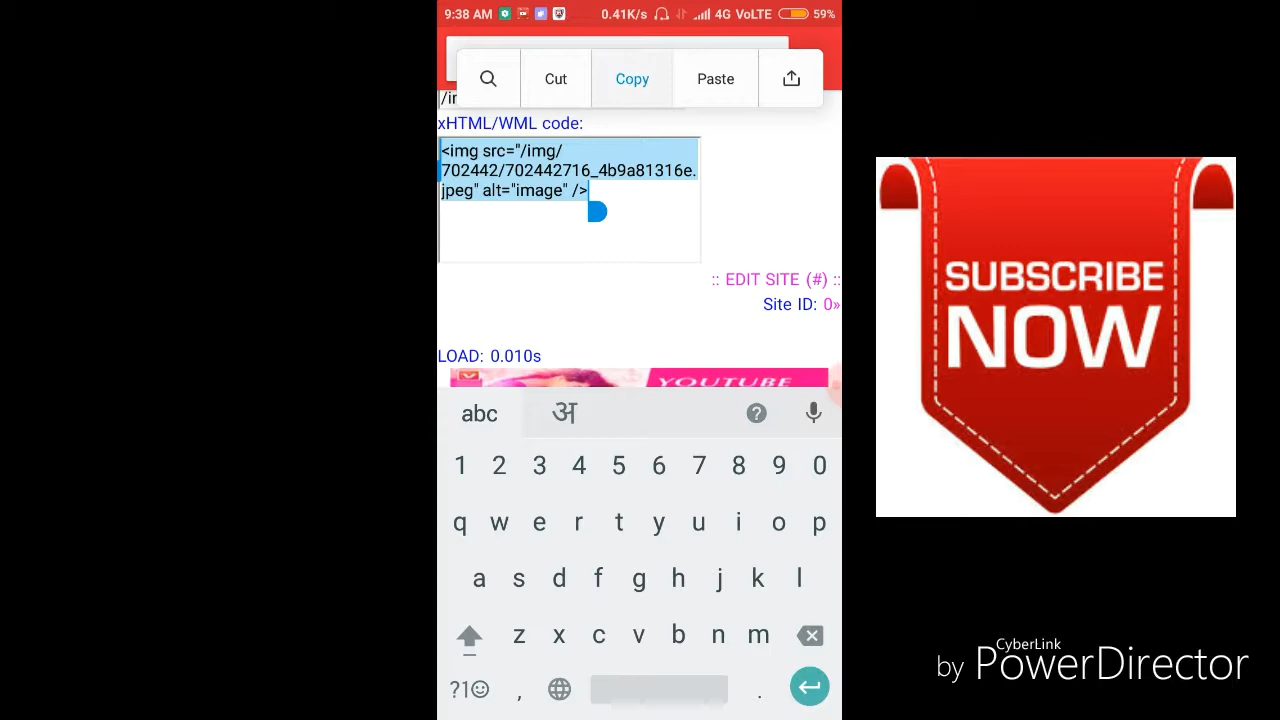 9:38 AM 0.41K/s 4G VoLTE 59%
Cut Copy Paste
xHTML/WML code:
<img src="/img/
702442/702442716_4b9a81316e.
jpeg" alt="image" />
:: EDIT SITE (#) ::
Site ID: 0»
LOAD: 0.010s
YOUTUBE
abc अ
1 2 3 4 5 6 7 8 9 0
q w e r t y u i o p
a s d f g h j k l
z x c v b n m
?1☺ , .
SUBSCRIBE
NOW
CyberLink
by PowerDirector